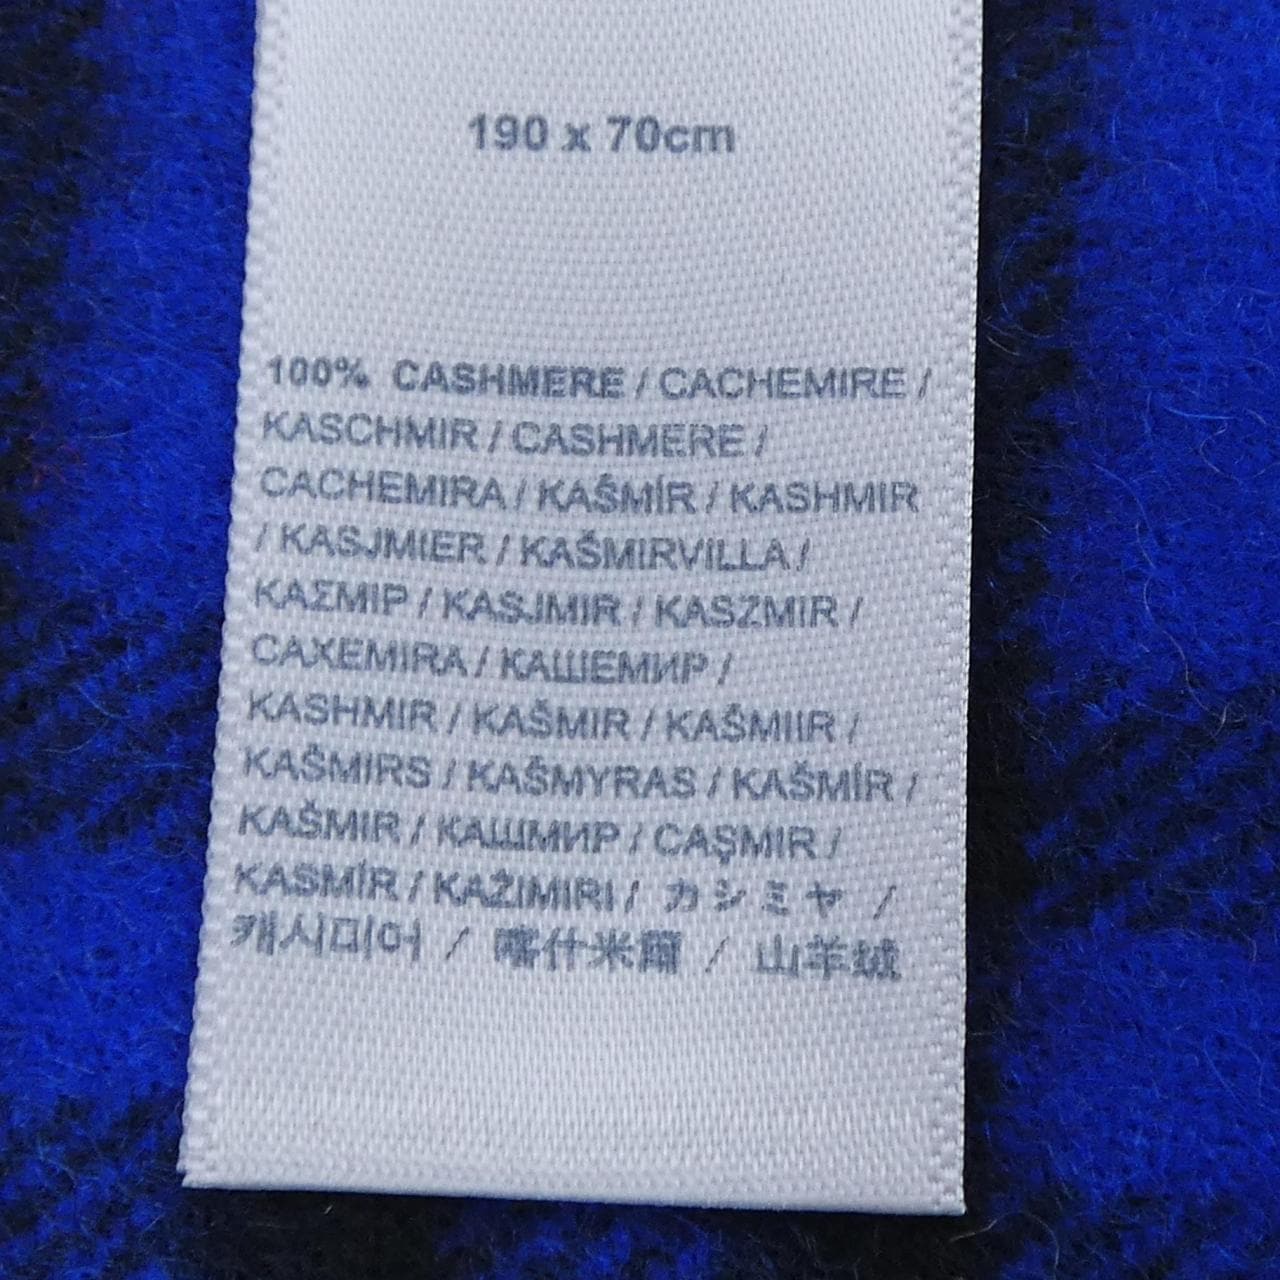 190 x 70cm
100% CASHMERE / CACHEMIRE /
KASCHMIR / CASHMERE /
CACHEMIRA / KAŠMÍR / KASHMIR
/ KASJMIER / KAŠMIRVILLA /
ΚΑΣΜΙΡ / KASJMIR / KASZMIR /
CAXEMIRA / КАШЕМИР /
KASHMIR / KAŠMIR / KAŠMIIR /
KAŠMIRS / KAŠMYRAS / KAŠMÍR /
KAŠMIR / КАШМИР / CAŞMIR /
KASMÍR / KAŽIMIRI / カシミヤ /
캐시미어 / 喀什米爾 / 山羊绒